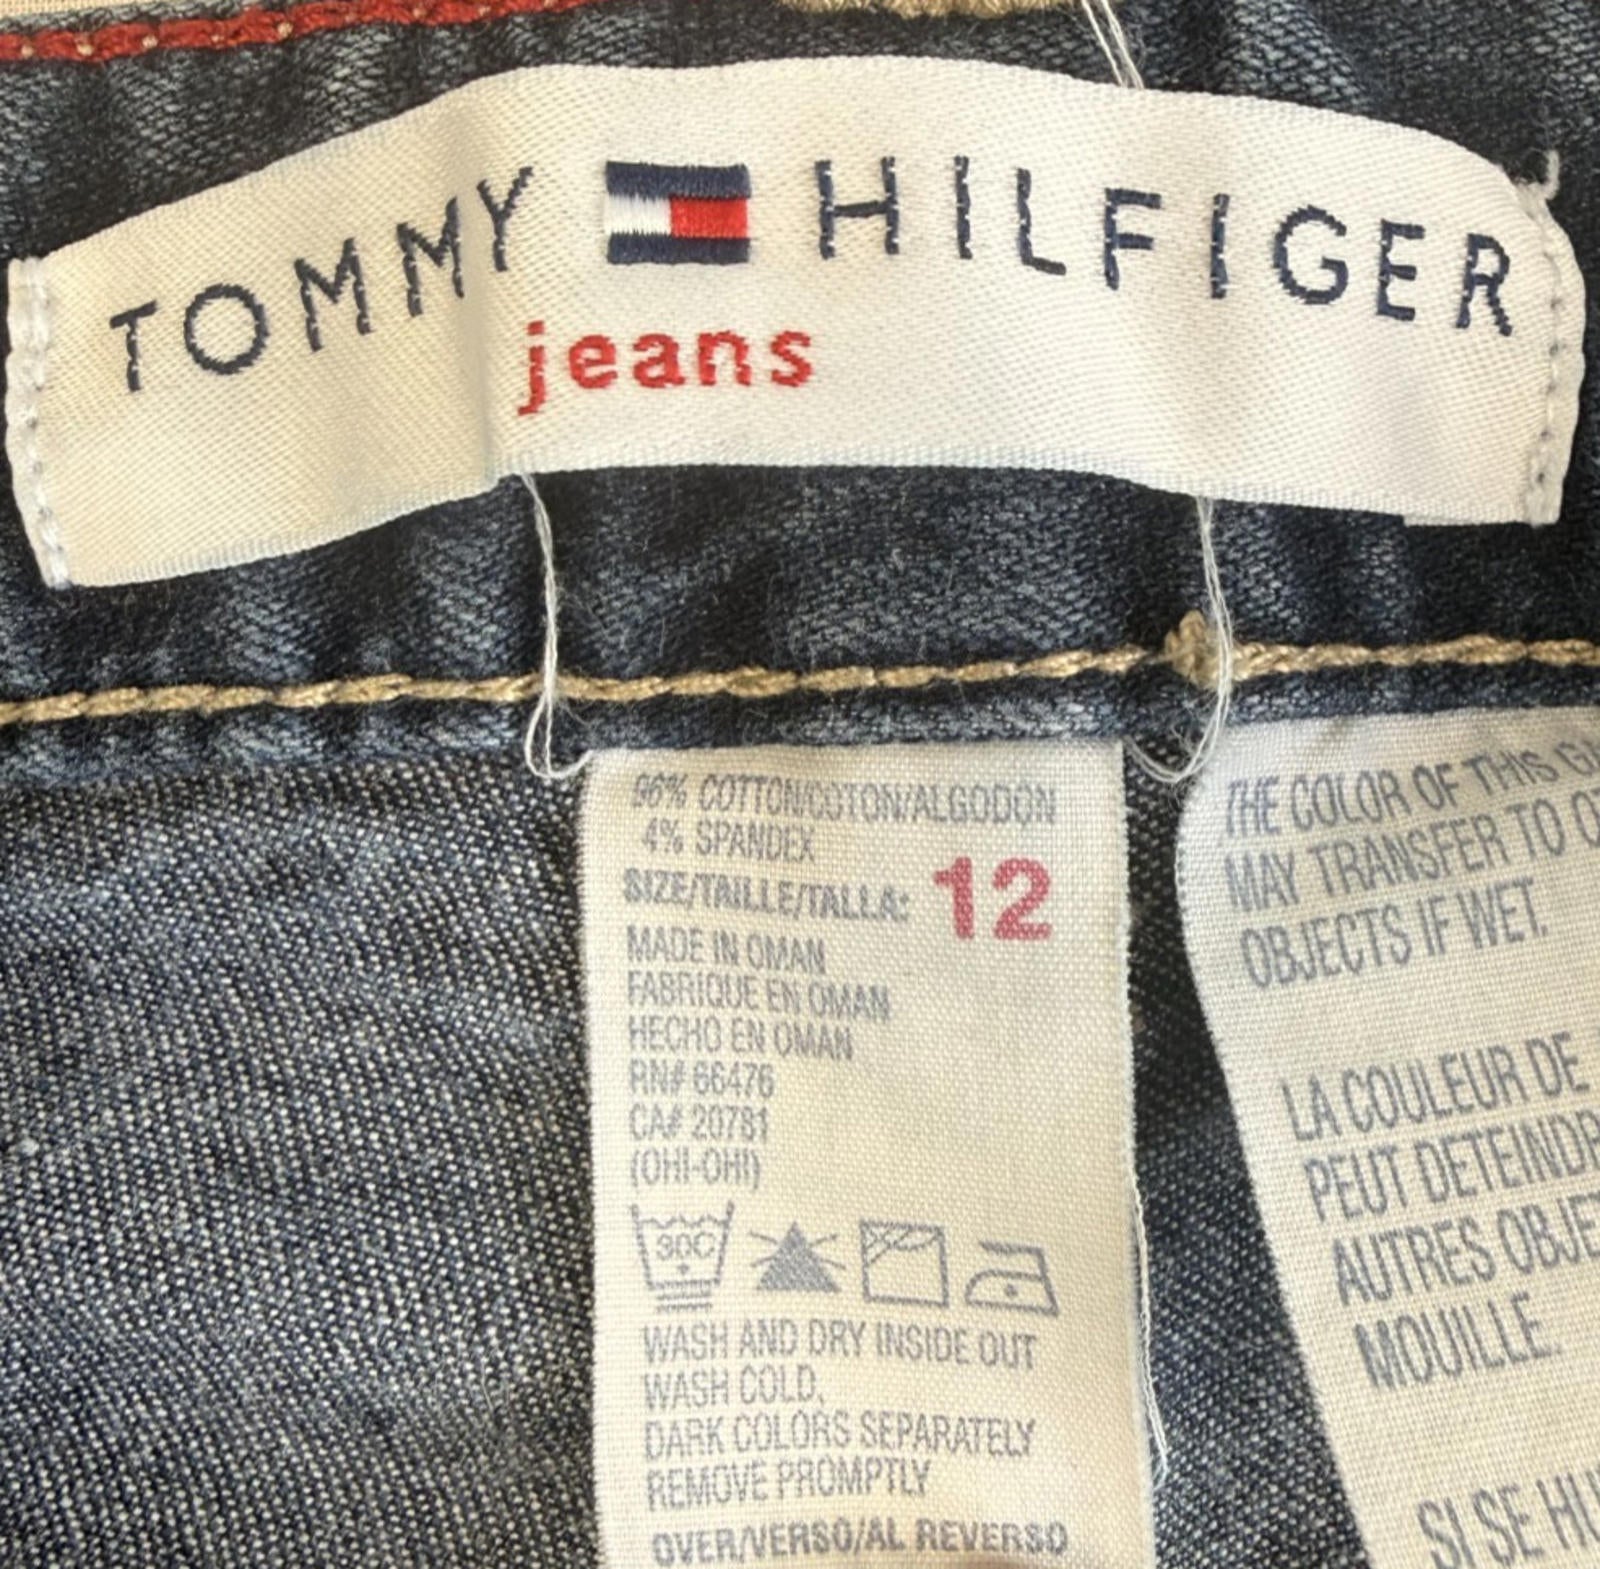 TOMMY HILFIGER
jeans
96% COTTON/COTON/ALGODON
4% SPANDEX
SIZE/TAILLE/TALLA: 12
MADE IN OMAN
FABRIQUE EN OMAN
HECHO EN OMAN
RN# 66476
CA# 20781
(OHI-OHI)
30C
WASH AND DRY INSIDE OUT
WASH COLD,
DARK COLORS SEPARATELY
REMOVE PROMPTLY
OVER/VERSO/AL REVERSO
THE COLOR OF THIS
MAY TRANSFER TO
OBJECTS IF WET.
LA COULEUR DE
PEUT DETEINDR
AUTRES OBJE
MOUILLE.
SI SE HU